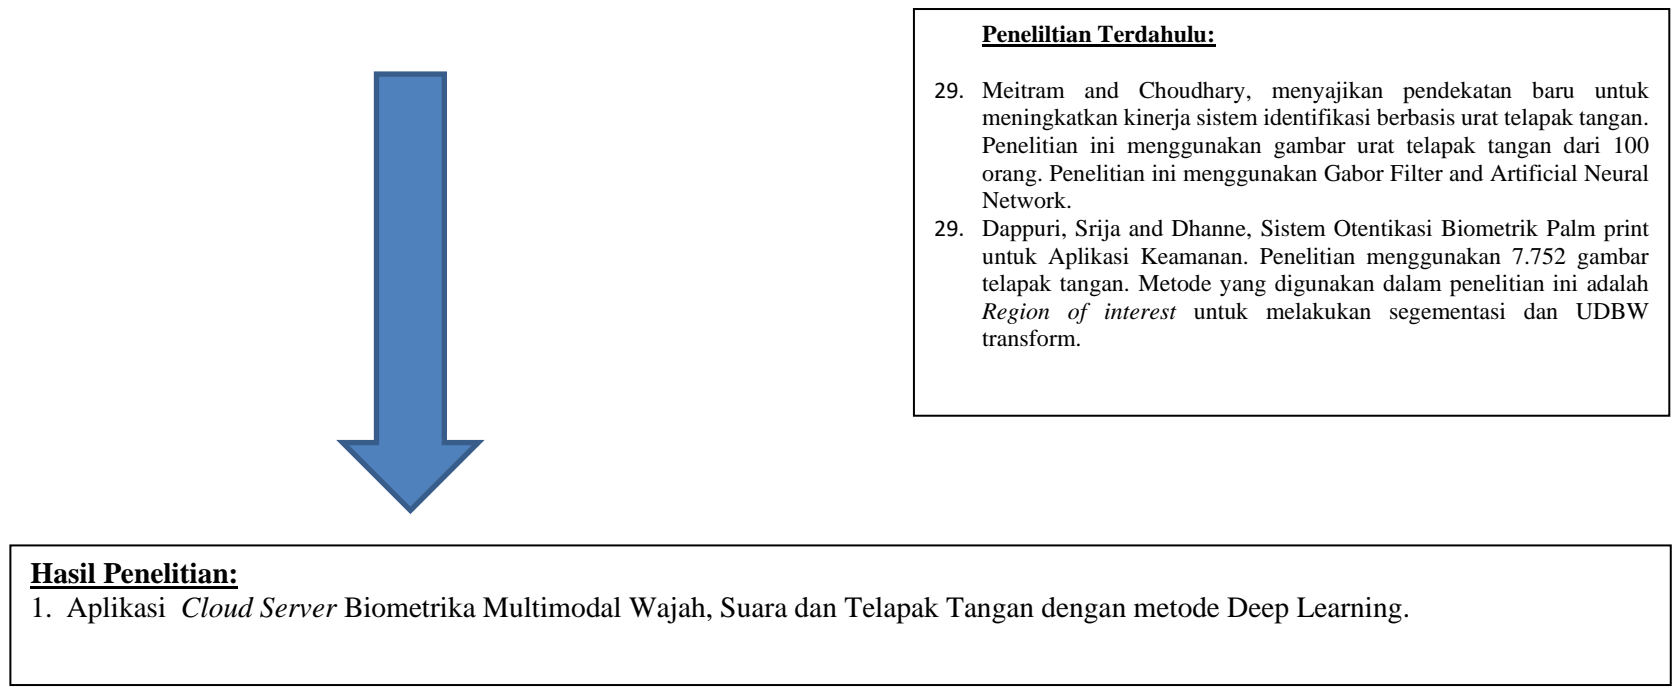 Peneliltian Terdahulu:
29. Meitram and Choudhary, menyajikan pendekatan baru untuk
meningkatkan kinerja sistem identifikasi berbasis urat telapak tangan.
Penelitian ini menggunakan gambar urat telapak tangan dari 100
orang. Penelitian ini menggunakan Gabor Filter and Artificial Neural
Network.
29. Dappuri, Srija and Dhanne, Sistem Otentikasi Biometrik Palm print
untuk Aplikasi Keamanan. Penelitian menggunakan 7.752 gambar
telapak tangan. Metode yang digunakan dalam penelitian ini adalah
Region of interest untuk melakukan segementasi dan UDBW
transform.
Hasil Penelitian:
1. Aplikasi Cloud Server Biometrika Multimodal Wajah, Suara dan Telapak Tangan dengan metode Deep Learning.